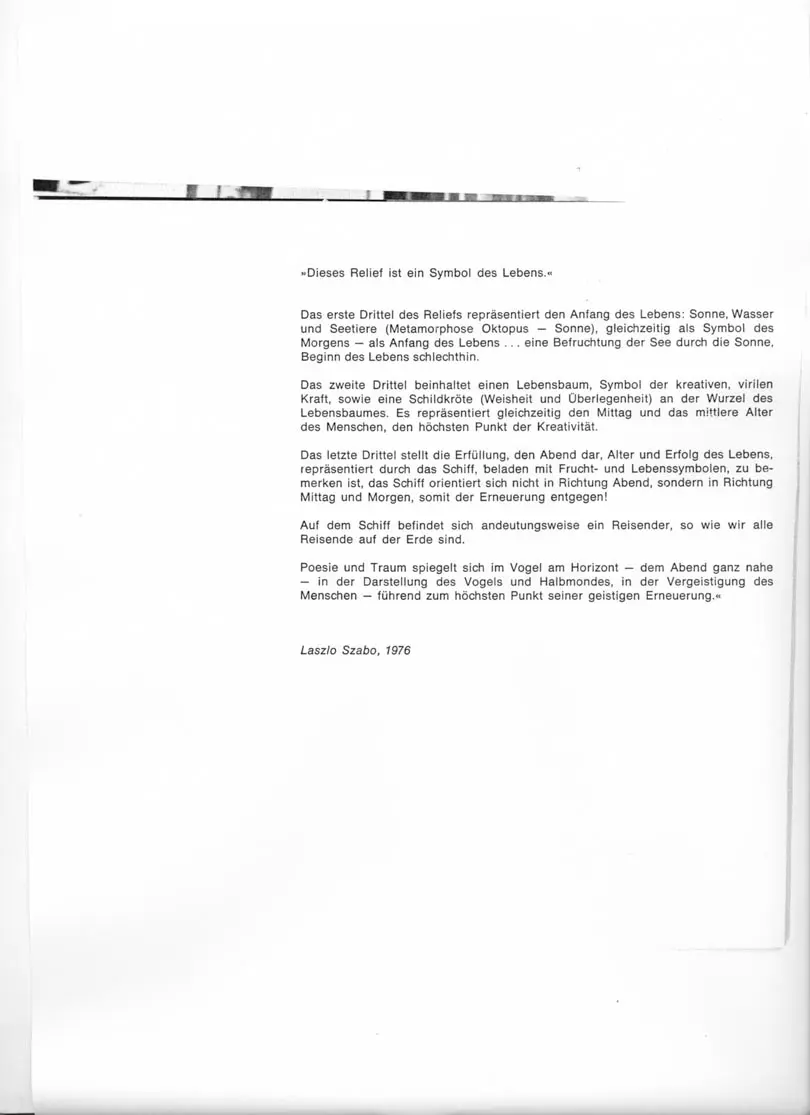 »Dieses Relief ist ein Symbol des Lebens.«
Das erste Drittel des Reliefs repräsentiert den Anfang des Lebens: Sonne, Wasser
und Seetiere (Metamorphose Oktopus — Sonne), gleichzeitig als Symbol des
Morgens — als Anfang des Lebens ... eine Befruchtung der See durch die Sonne,
Beginn des Lebens schlechthin.
Das zweite Drittel beinhaltet einen Lebensbaum, Symbol der kreativen, virilen
Kraft, sowie eine Schildkröte (Weisheit und Überlegenheit) an der Wurzel des
Lebensbaumes. Es repräsentiert gleichzeitig den Mittag und das mittlere Alter
des Menschen, den höchsten Punkt der Kreativität.
Das letzte Drittel stellt die Erfüllung, den Abend dar, Alter und Erfolg des Lebens,
repräsentiert durch das Schiff, beladen mit Frucht- und Lebenssymbolen, zu be-
merken ist, das Schiff orientiert sich nicht in Richtung Abend, sondern in Richtung
Mittag und Morgen, somit der Erneuerung entgegen!
Auf dem Schiff befindet sich andeutungsweise ein Reisender, so wie wir alle
Reisende auf der Erde sind.
Poesie und Traum spiegelt sich im Vogel am Horizont — dem Abend ganz nahe
— in der Darstellung des Vogels und Halbmondes, in der Vergeistigung des
Menschen — führend zum höchsten Punkt seiner geistigen Erneuerung.«
Laszlo Szabo, 1976